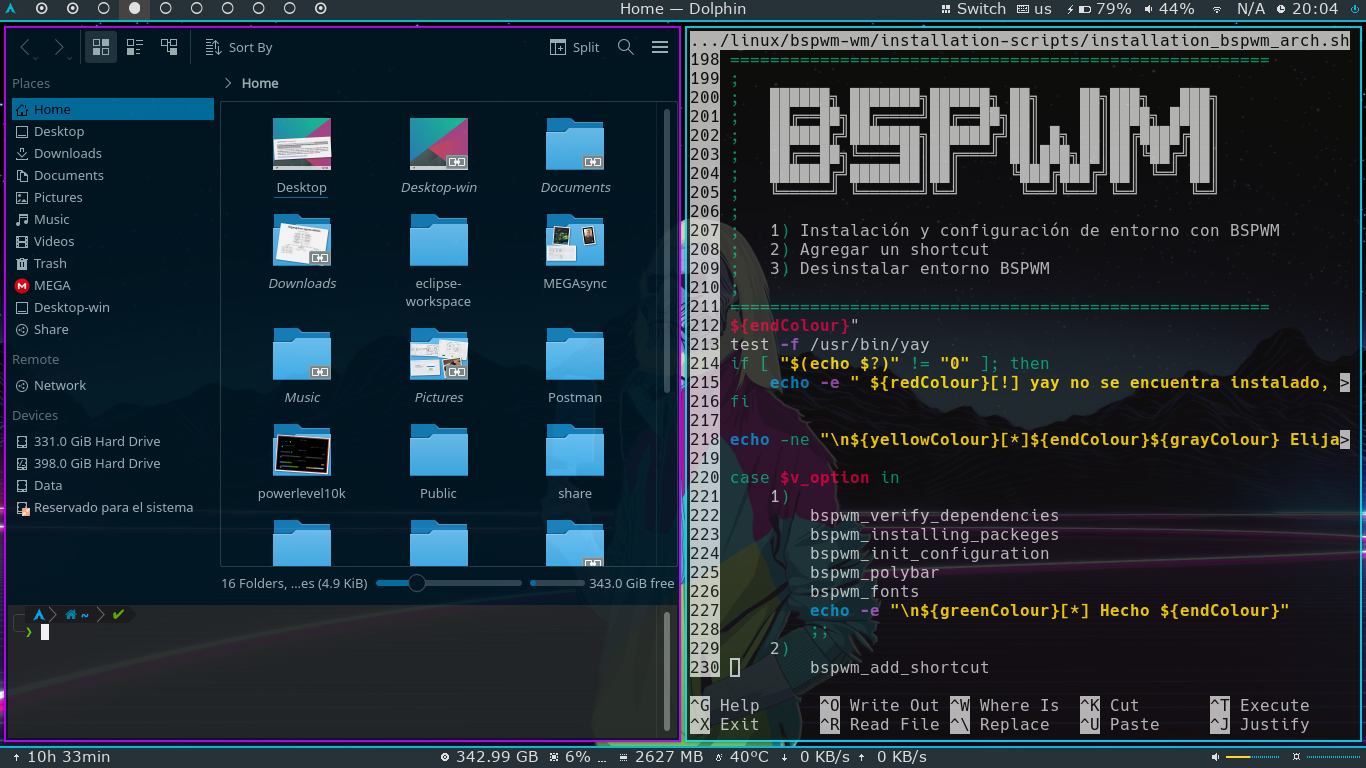 Home — Dolphin
Switch us 79% 44% N/A 20:04
Sort By Split
Places
Home
Desktop
Downloads
Documents
Pictures
Music
Videos
Trash
MEGA
Desktop-win
Share
Remote
Network
Devices
331.0 GiB Hard Drive
398.0 GiB Hard Drive
Data
Reservado para el sistema
Home
Desktop Desktop-win Documents
Downloads eclipse-workspace MEGAsync
Music Pictures Postman
powerlevel10k Public share
16 Folders, ...es (4.9 KiB) 343.0 GiB free
~ ✔
❯
.../linux/bspwm-wm/installation-scripts/installation_bspwm_arch.sh
198 ======================================================
199 ;
200 ;
201 ;
202 ; BSPWM
203 ;
204 ;
205 ;
206 ;
207 ; 1) Instalación y configuración de entorno con BSPWM
208 ; 2) Agregar un shortcut
209 ; 3) Desinstalar entorno BSPWM
210 ;
211 ======================================================
212 ${endColour}"
213 test -f /usr/bin/yay
214 if [ "$(echo $?)" != "0" ]; then
215 echo -e " ${redColour}[!] yay no se encuentra instalado, >
216 fi
217
218 echo -ne "\n${yellowColour}[*]${endColour}${grayColour} Elija>
219
220 case $v_option in
221 1)
222 bspwm_verify_dependencies
223 bspwm_installing_packeges
224 bspwm_init_configuration
225 bspwm_polybar
226 bspwm_fonts
227 echo -e "\n${greenColour}[*] Hecho ${endColour}"
228 ;;
229 2)
230 bspwm_add_shortcut
^G Help ^O Write Out ^W Where Is ^K Cut ^T Execute
^X Exit ^R Read File ^\ Replace ^U Paste ^J Justify
↑ 10h 33min 342.99 GB 6% ... 2627 MB 40°C ↓ 0 KB/s ↑ 0 KB/s